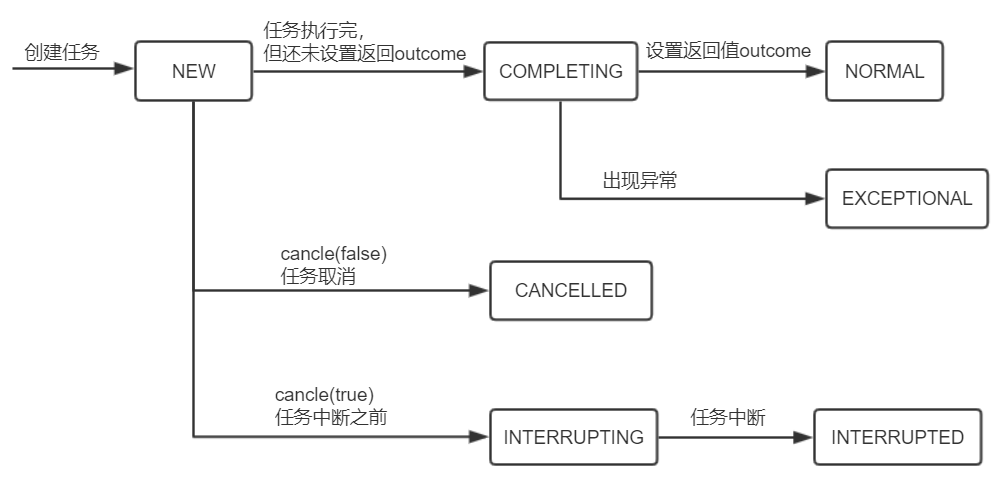 创建任务
NEW
任务执行完，
但还未设置返回outcome
COMPLETING
设置返回值outcome
NORMAL
出现异常
EXCEPTIONAL
cancle(false)
任务取消
CANCELLED
cancle(true)
任务中断之前
INTERRUPTING
任务中断
INTERRUPTED